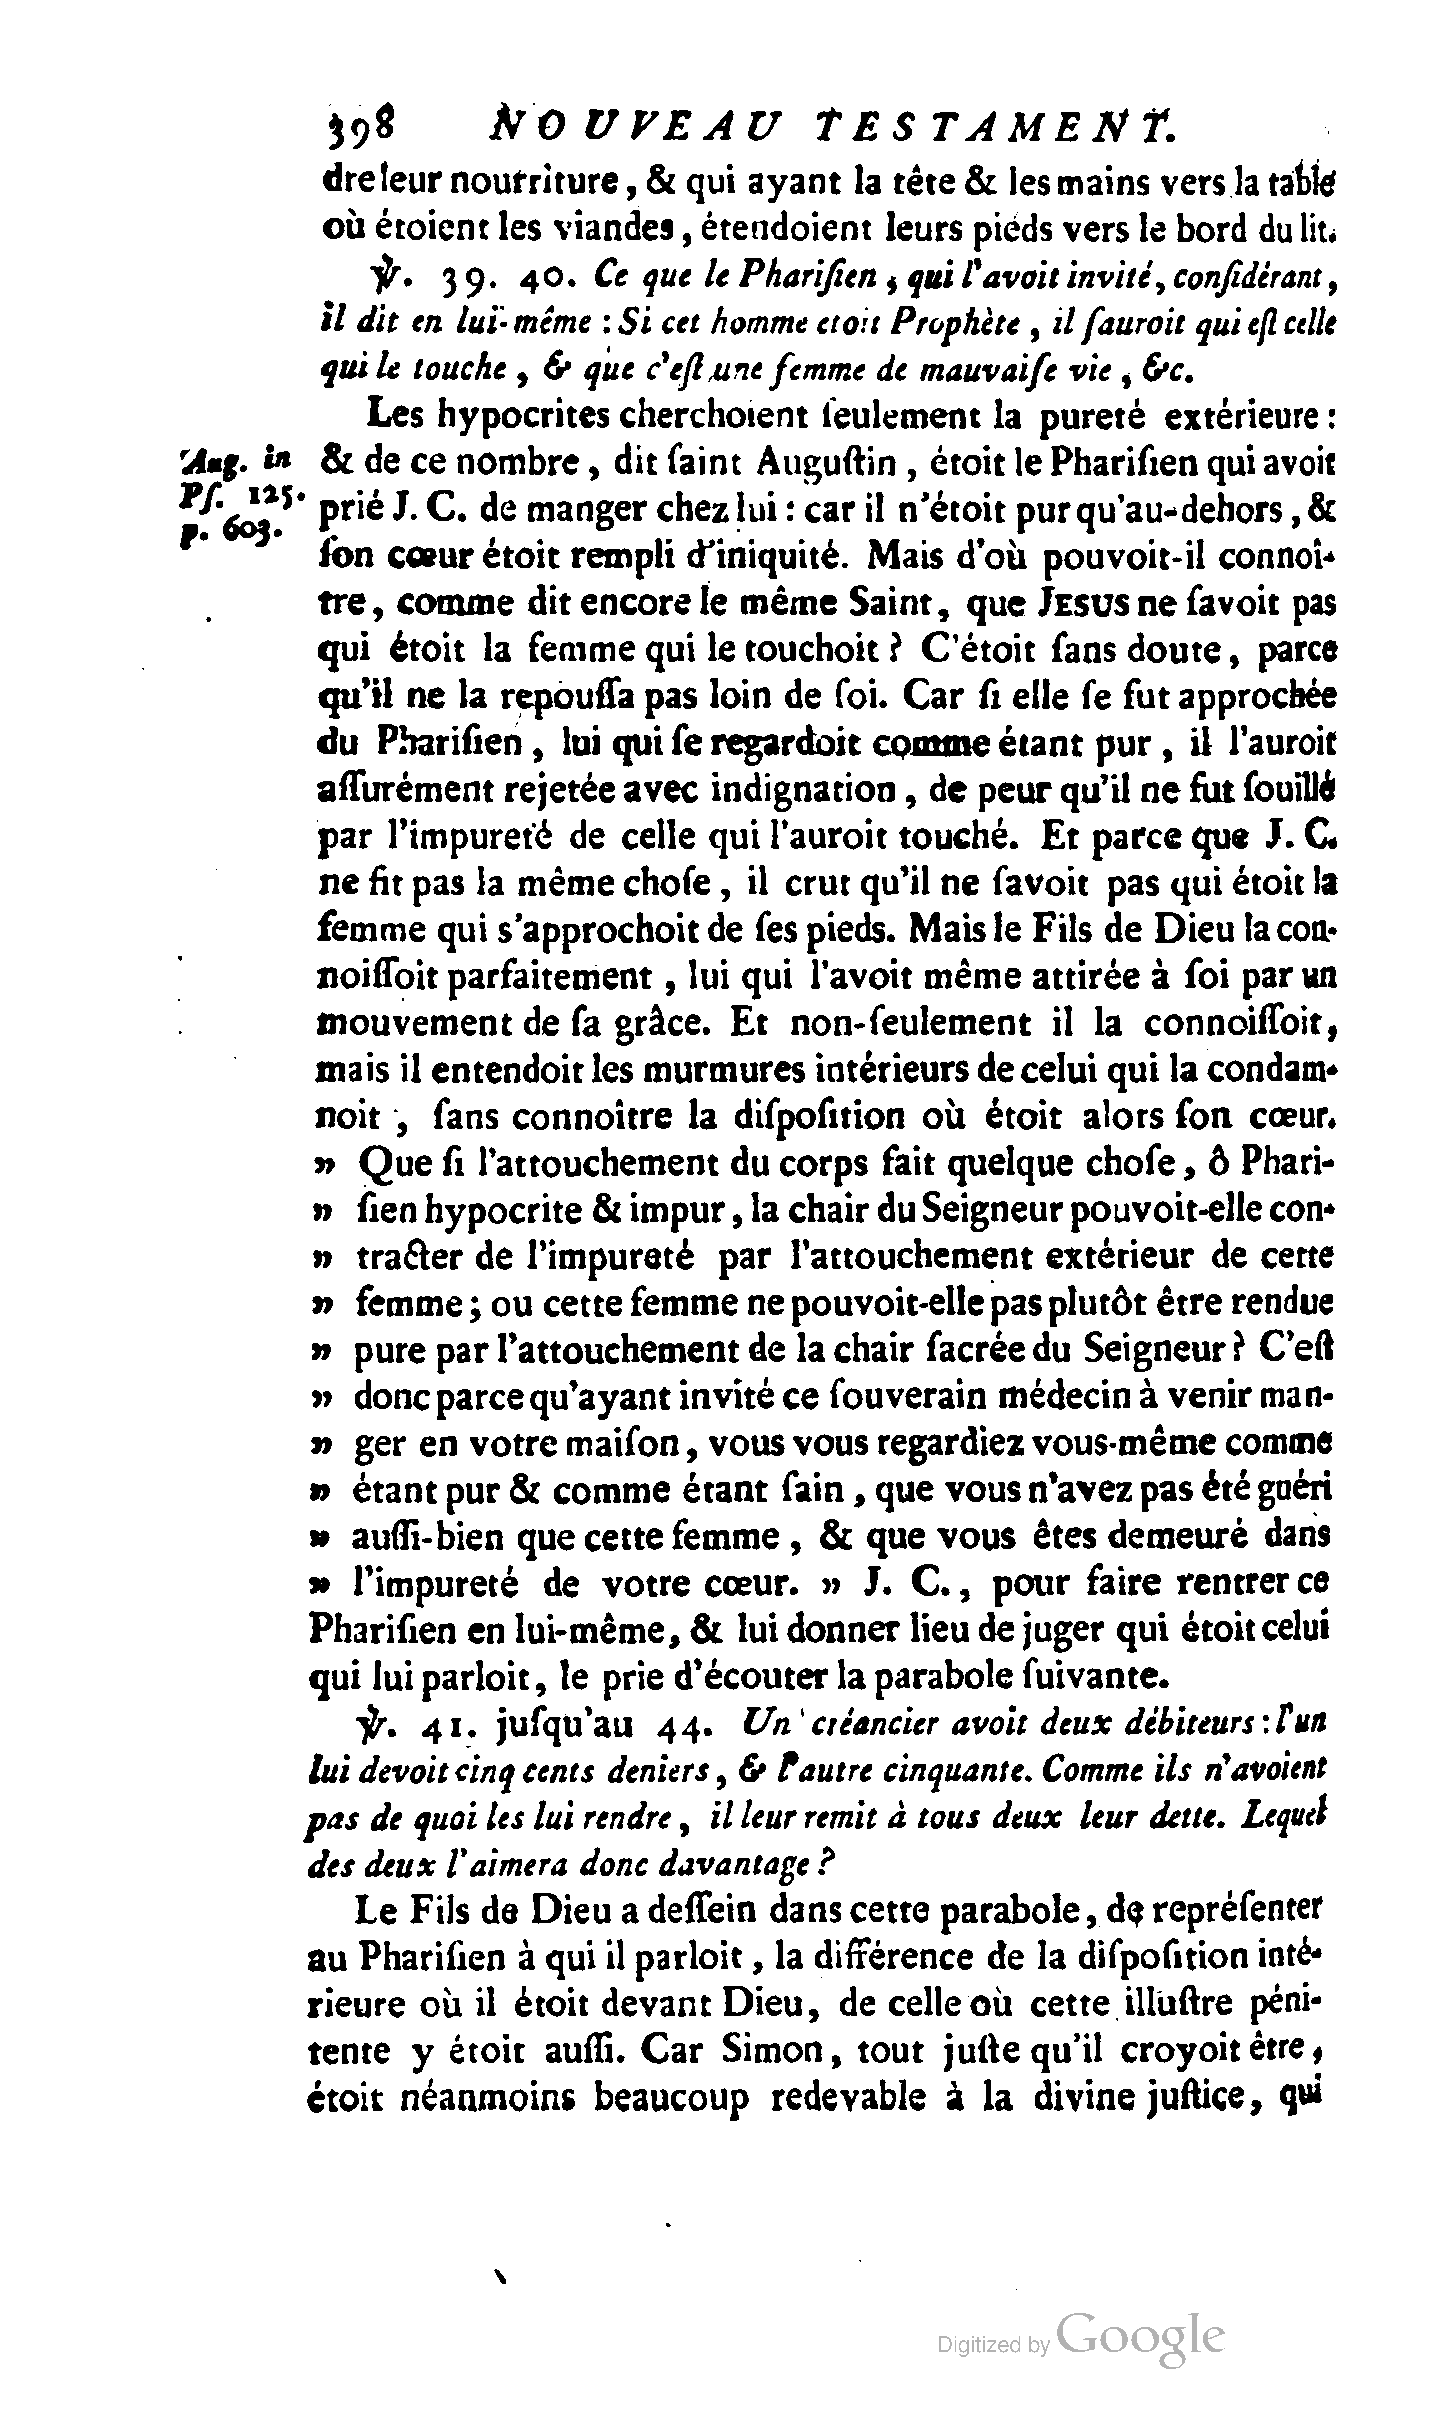 398 NOUVEAU TESTAMENT.
dre leur nourriture, & qui ayant la tête & les mains vers la table
où étoient les viandes, étendoient leurs pieds vers le bord du lit.
℣. 39. 40. Ce que le Phariſien, qui l'avoit invité, conſidérant,
il dit en lui-même : Si cet homme etoit Prophète, il ſauroit qui eſt celle
qui le touche, & que c'eſt une femme de mauvaiſe vie, &c.
Les hypocrites cherchoient ſeulement la pureté extérieure :
Aug. in
Pſ. 125.
p. 603.
& de ce nombre, dit ſaint Auguſtin, étoit le Phariſien qui avoit
prié J. C. de manger chez lui : car il n'étoit pur qu'au-dehors, &
ſon cœur étoit rempli d'iniquité. Mais d'où pouvoit-il connoî-
tre, comme dit encore le même Saint, que JESUS ne ſavoit pas
qui étoit la femme qui le touchoit ? C'étoit ſans doute, parce
qu'il ne la repouſſa pas loin de ſoi. Car ſi elle ſe fut approchée
du Phariſien, lui qui ſe regardoit comme étant pur, il l'auroit
aſſurément rejetée avec indignation, de peur qu'il ne fut ſouillé
par l'impureté de celle qui l'auroit touché. Et parce que J. C.
ne fit pas la même choſe, il crut qu'il ne ſavoit pas qui étoit la
femme qui s'approchoit de ſes pieds. Mais le Fils de Dieu la con-
noiſſoit parfaitement, lui qui l'avoit même attirée à ſoi par un
mouvement de ſa grâce. Et non-ſeulement il la connoiſſoit,
mais il entendoit les murmures intérieurs de celui qui la condam-
noit, ſans connoître la diſpoſition où étoit alors ſon cœur.
» Que ſi l'attouchement du corps fait quelque choſe, ô Phari-
» ſien hypocrite & impur, la chair du Seigneur pouvoit-elle con-
» tracter de l'impureté par l'attouchement extérieur de cette
» femme ; ou cette femme ne pouvoit-elle pas plutôt être rendue
» pure par l'attouchement de la chair ſacrée du Seigneur ? C'eſt
» donc parce qu'ayant invité ce ſouverain médecin à venir man-
» ger en votre maiſon, vous vous regardiez vous-même comme
» étant pur & comme étant ſain, que vous n'avez pas été guéri
» auſſi-bien que cette femme, & que vous êtes demeuré dans
» l'impureté de votre cœur. » J. C., pour faire rentrer ce
Phariſien en lui-même, & lui donner lieu de juger qui étoit celui
qui lui parloit, le prie d'écouter la parabole ſuivante.
℣. 41. juſqu'au 44. Un créancier avoit deux débiteurs : l'un
lui devoit cinq cents deniers, & l'autre cinquante. Comme ils n'avoient
pas de quoi les lui rendre, il leur remit à tous deux leur dette. Lequel
des deux l'aimera donc davantage ?
Le Fils de Dieu a deſſein dans cette parabole, de repréſenter
au Phariſien à qui il parloit, la différence de la diſpoſition inté-
rieure où il étoit devant Dieu, de celle où cette illuſtre péni-
tente y étoit auſſi. Car Simon, tout juſte qu'il croyoit être,
étoit néanmoins beaucoup redevable à la divine juſtice, qui
Digitized by Google